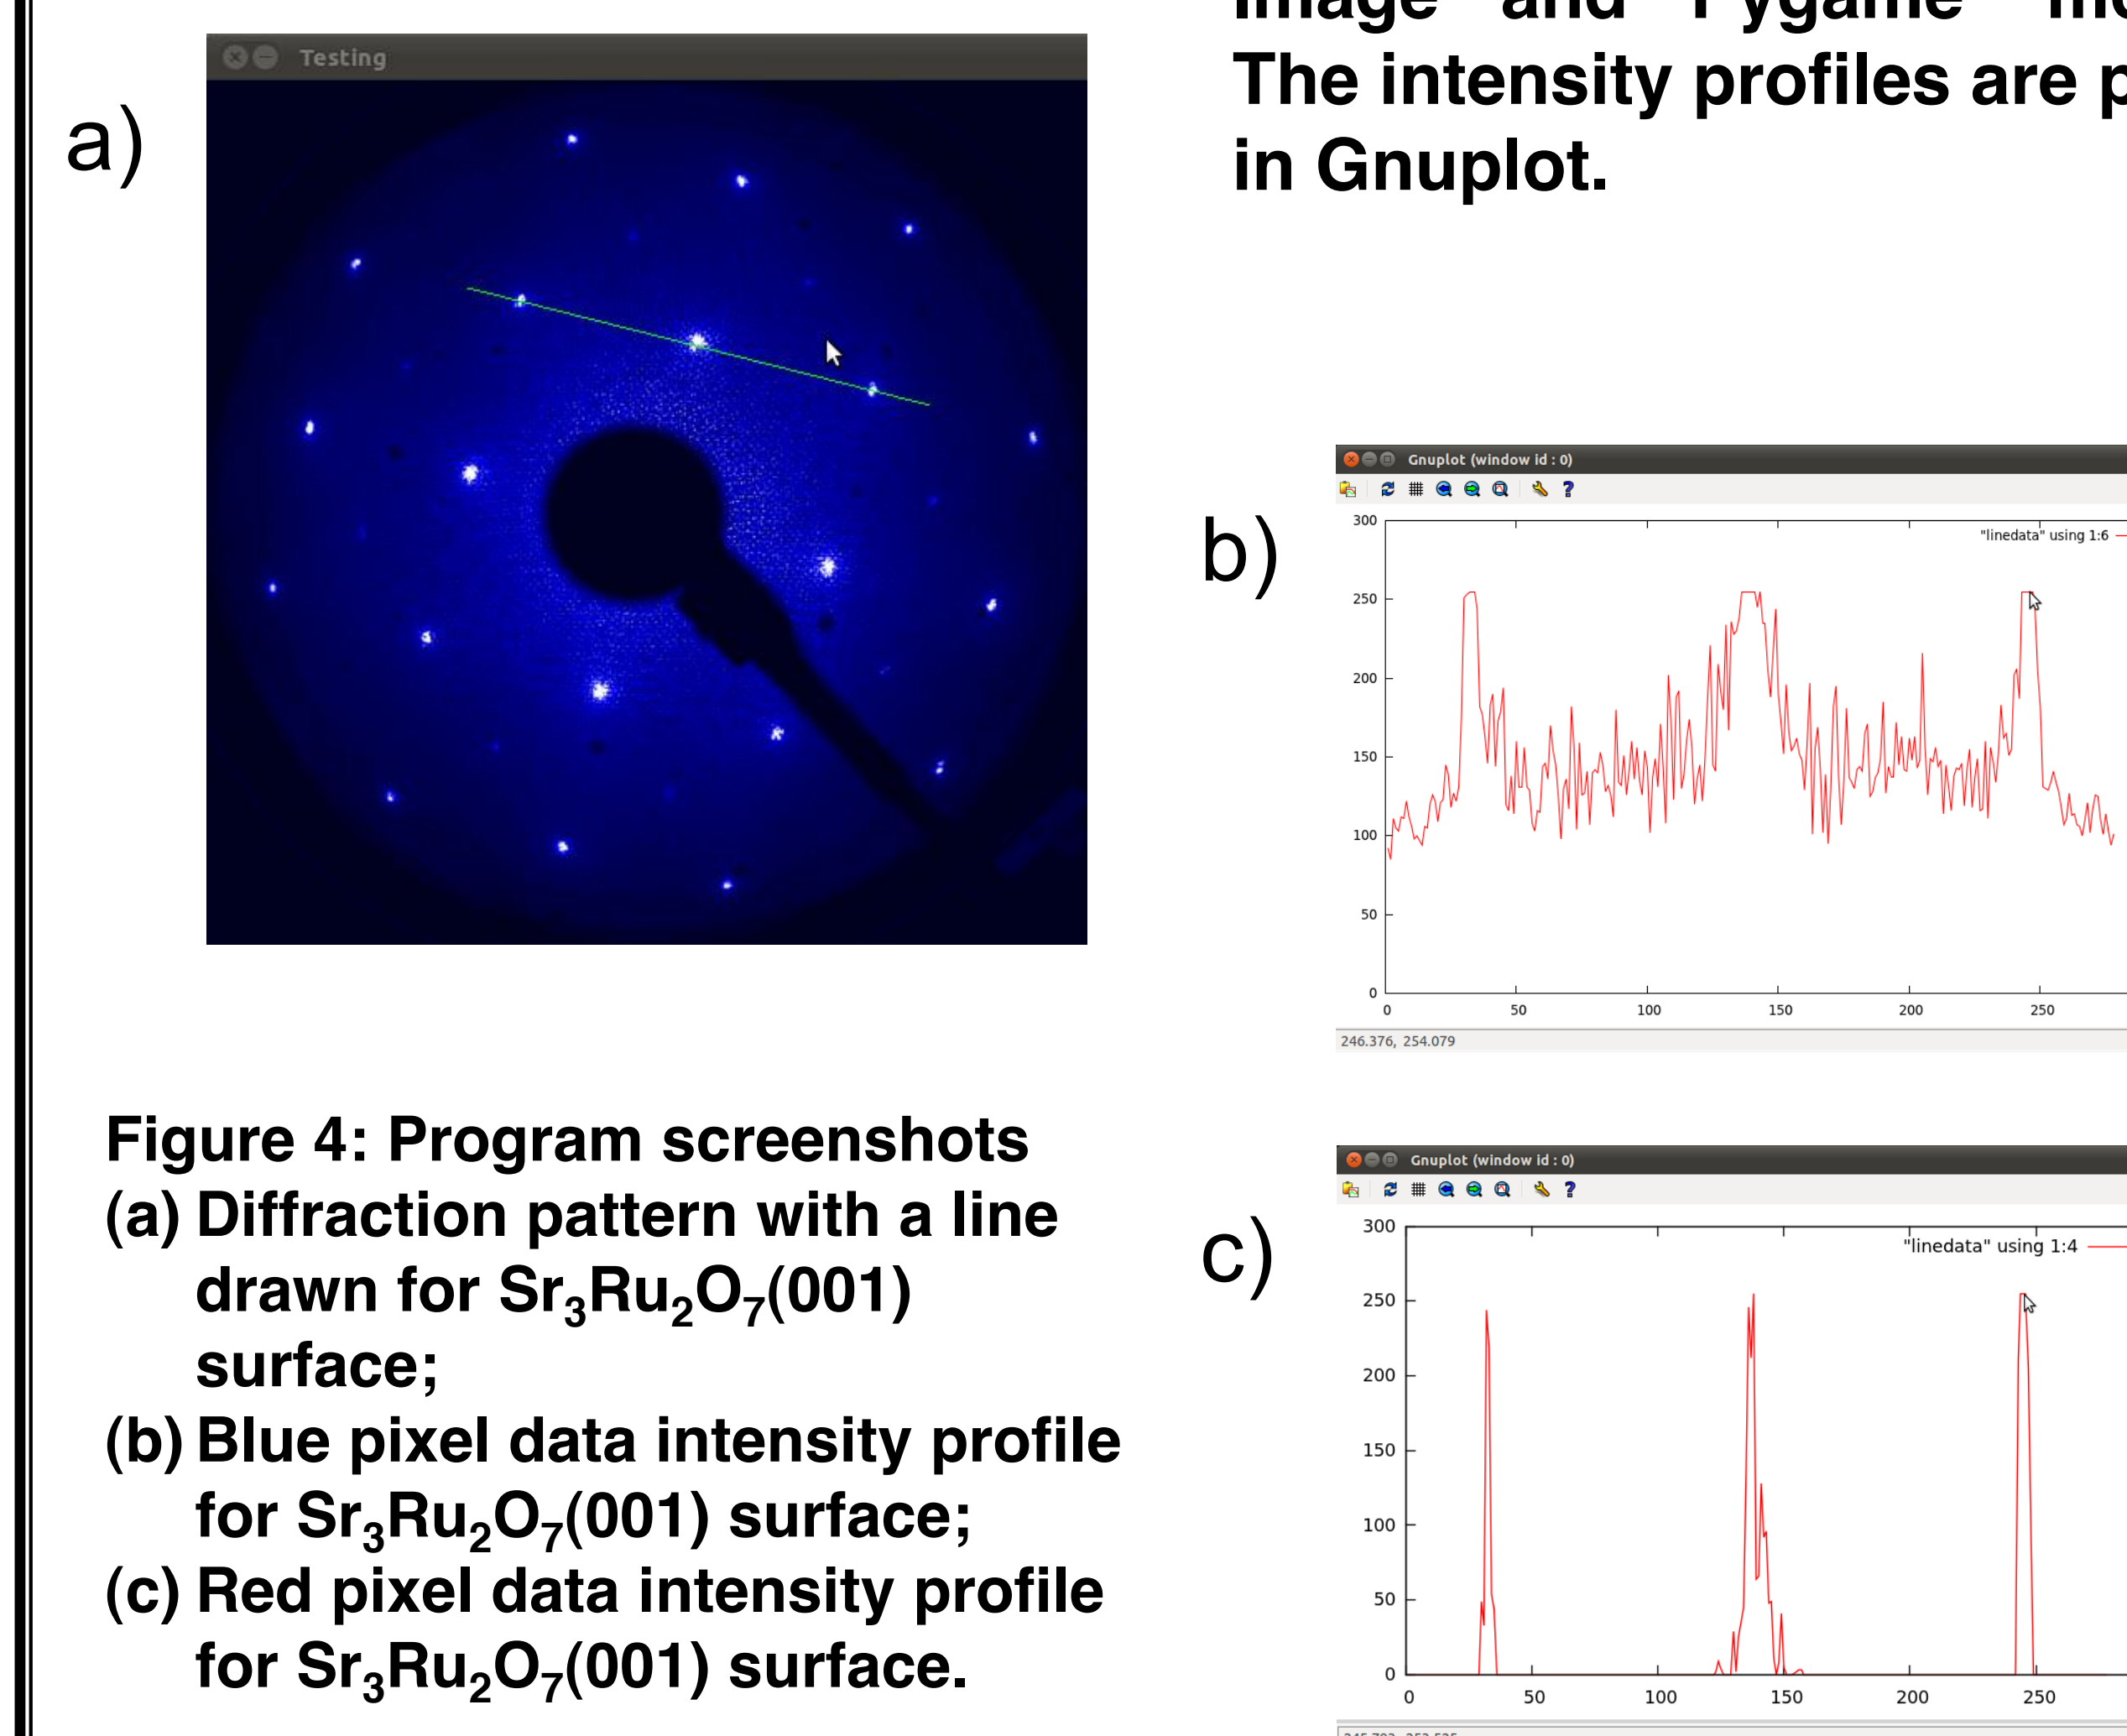 The intensity profiles are
in Gnuplot.
a)
Testing
b)
Gnuplot (window id : 0)
"linedata" using 1:6
300
250
200
150
100
50
0
0 50 100 150 200 250
246.376, 254.079
Figure 4: Program screenshots
(a) Diffraction pattern with a line
drawn for Sr₃Ru₂O₇(001)
surface;
(b) Blue pixel data intensity profile
for Sr₃Ru₂O₇(001) surface;
(c) Red pixel data intensity profile
for Sr₃Ru₂O₇(001) surface.
c)
Gnuplot (window id : 0)
"linedata" using 1:4
300
250
200
150
100
50
0
0 50 100 150 200 250